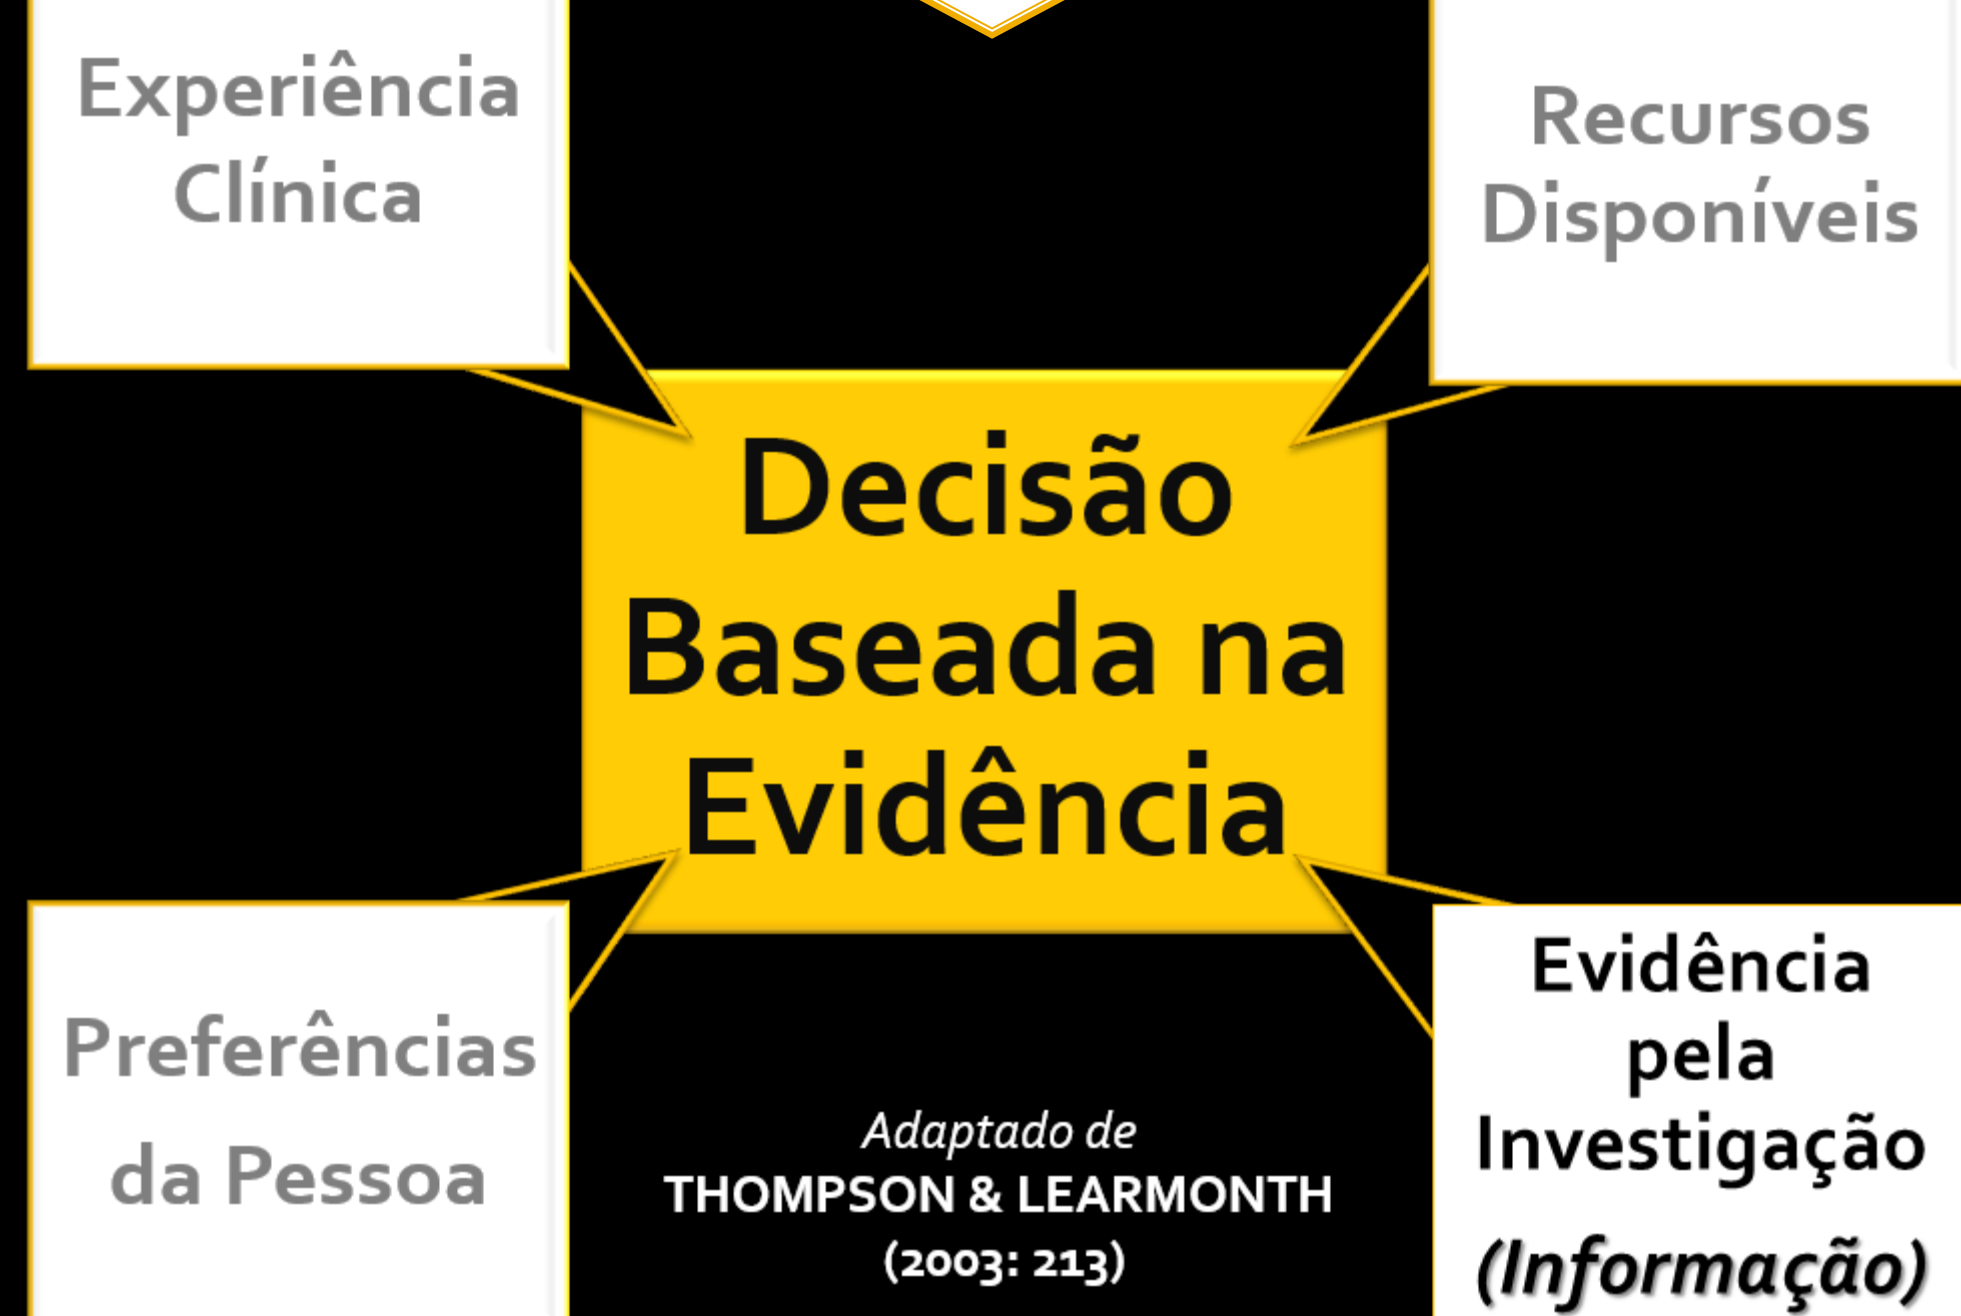 Experiência
Clínica
Recursos
Disponíveis
Decisão
Baseada na
Evidência
Preferências
da Pessoa
Adaptado de
THOMPSON & LEARMONTH
(2003: 213)
Evidência
pela
Investigação
(Informação)